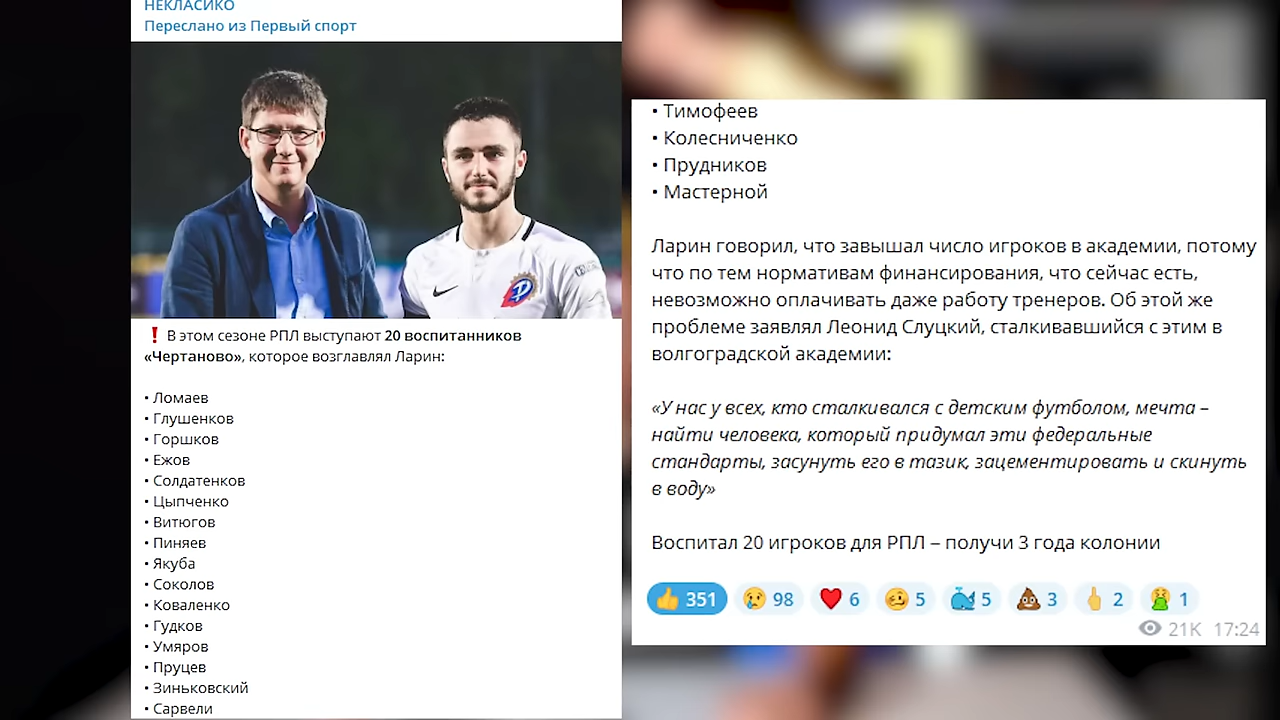 НЕКЛАСИКО
Переслано из Первый спорт
❗ В этом сезоне РПЛ выступают 20 воспитанников
«Чертаново», которое возглавлял Ларин:
• Ломаев
• Глушенков
• Горшков
• Ежов
• Солдатенков
• Цыпченко
• Витюгов
• Пиняев
• Якуба
• Соколов
• Коваленко
• Гудков
• Умяров
• Пруцев
• Зиньковский
• Сарвели
• Тимофеев
• Колесниченко
• Прудников
• Мастерной
Ларин говорил, что завышал число игроков в академии, потому
что по тем нормативам финансирования, что сейчас есть,
невозможно оплачивать даже работу тренеров. Об этой же
проблеме заявлял Леонид Слуцкий, сталкивавшийся с этим в
волгоградской академии:
«У нас у всех, кто сталкивался с детским футболом, мечта –
найти человека, который придумал эти федеральные
стандарты, засунуть его в тазик, зацементировать и скинуть
в воду»
Воспитал 20 игроков для РПЛ – получи 3 года колонии
👍 351 😢 98 ❤️ 6 🥴 5 🐳 5 💩 3 🖕 2 🤮 1
21K 17:24